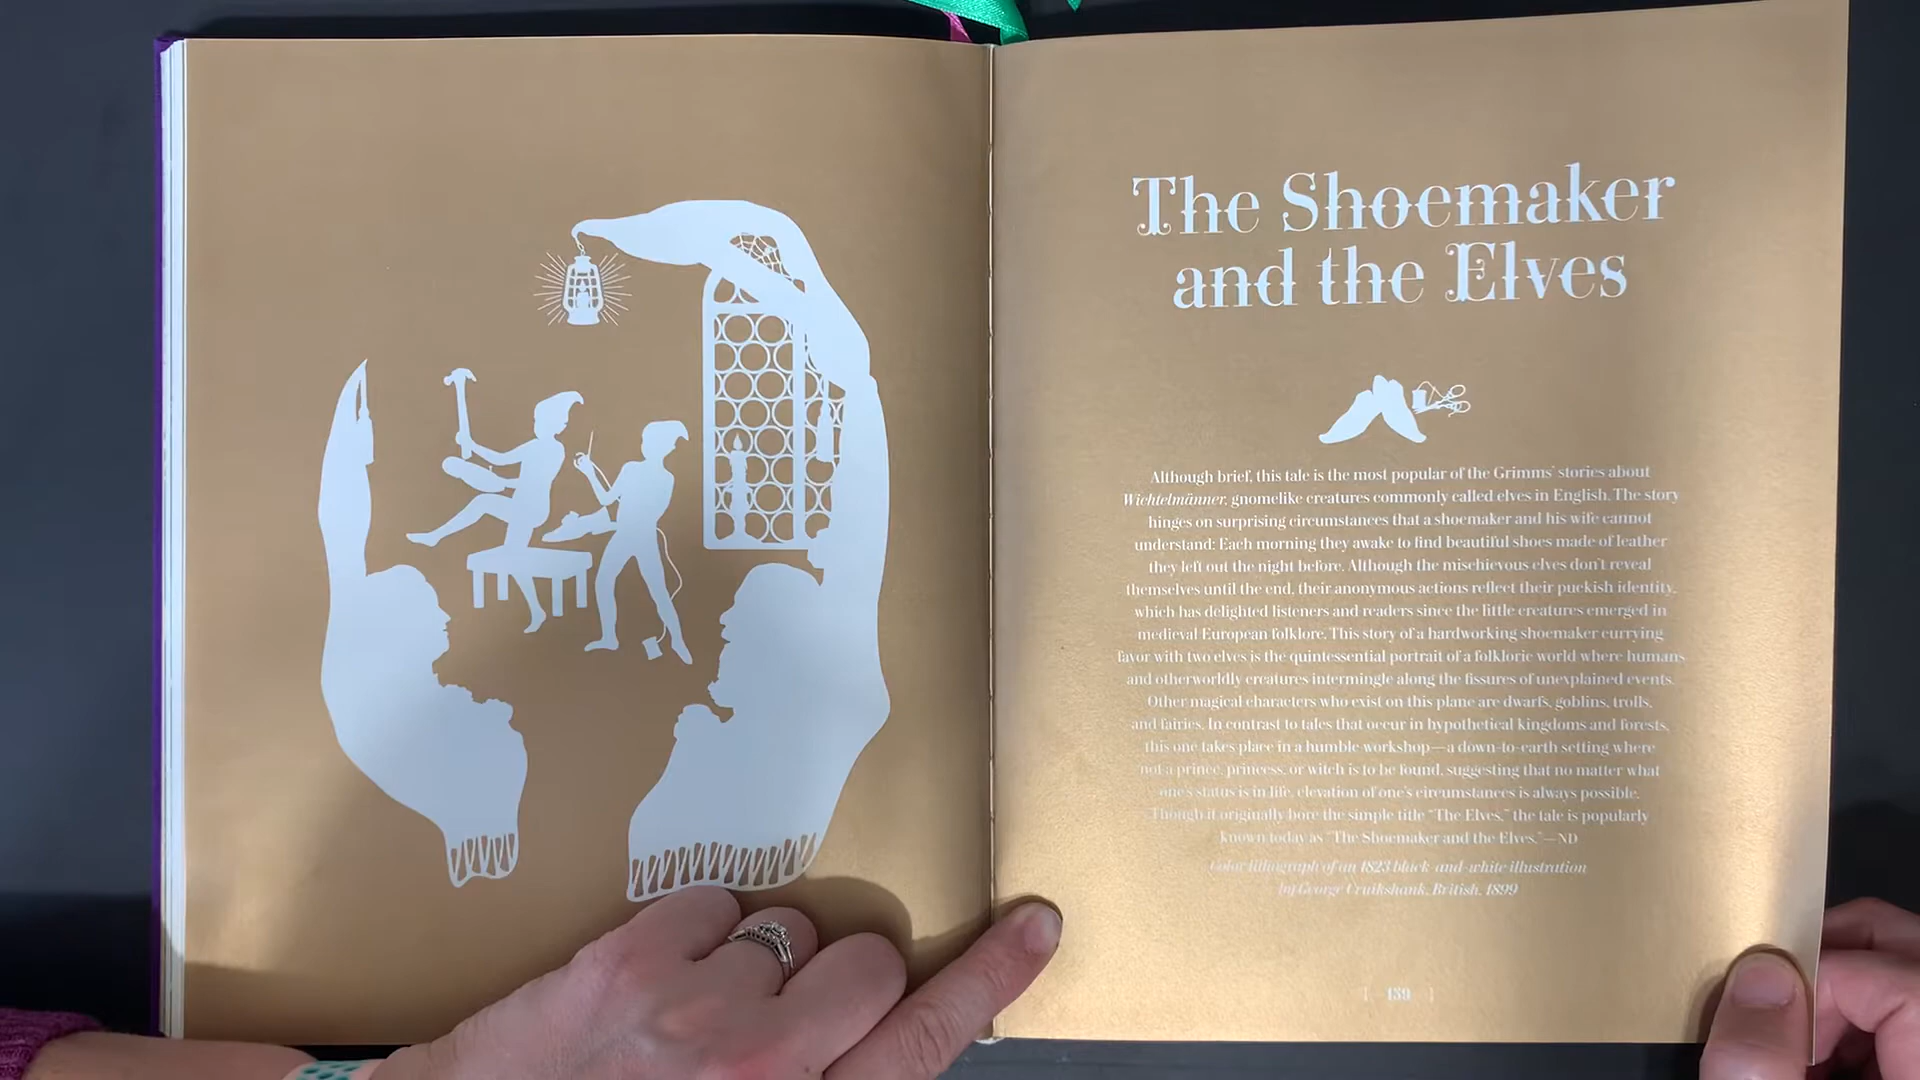 The Shoemaker
and the Elves
Although brief, this tale is the most popular of the Grimms' stories about
Wichtelmänner, gnomelike creatures commonly called elves in English. The story
hinges on surprising circumstances that a shoemaker and his wife cannot
understand: Each morning they awake to find beautiful shoes made of leather
they left out the night before. Although the mischievous elves don't reveal
themselves until the end, their anonymous actions reflect their puckish identity,
which has delighted listeners and readers since the little creatures emerged in
medieval European folklore. This story of a hardworking shoemaker currying
favor with two elves is the quintessential portrait of a folkloric world where humans
and otherworldly creatures intermingle along the fissures of unexplained events.
Other magical characters who exist on this plane are dwarfs, goblins, trolls,
and fairies. In contrast to tales that occur in hypothetical kingdoms and forests,
this one takes place in a humble workshop—a down-to-earth setting where
not a prince, princess, or witch is to be found, suggesting that no matter what
one's status is in life, elevation of one's circumstances is always possible.
Though it originally bore the simple title "The Elves," the tale is popularly
known today as "The Shoemaker and the Elves."—ND
Color lithograph of an 1823 black-and-white illustration
by George Cruikshank, British, 1899
[ 139 ]